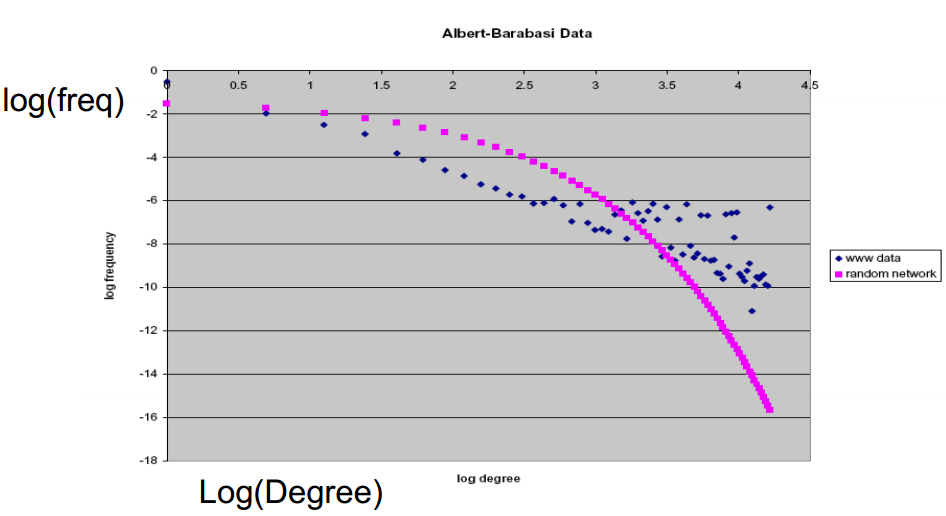 Albert-Barabasi Data
log(freq)
0
0 0.5 1 1.5 2 2.5 3 3.5 4 4.5
-2
-4
-6
-8
-10
-12
-14
-16
-18
log frequency
www data
random network
log degree
Log(Degree)